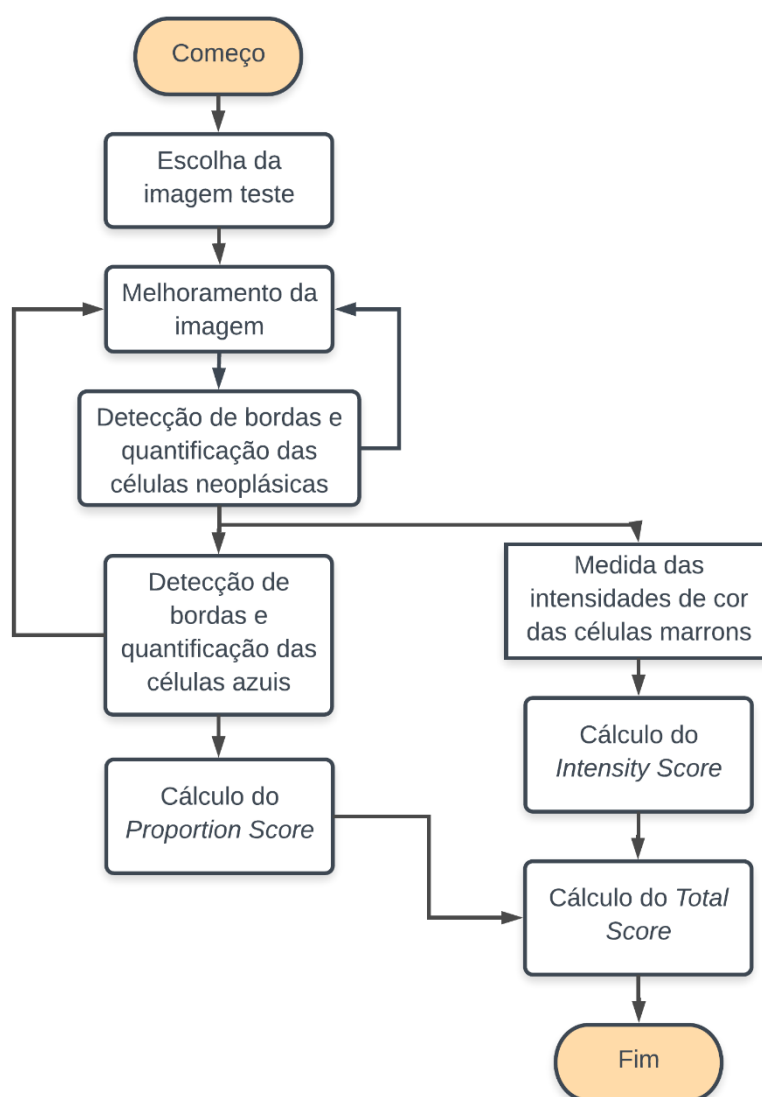 Começo
Escolha da
imagem teste
Melhoramento da
imagem
Detecção de bordas e
quantificação das
células neoplásicas
Detecção de
bordas e
quantificação das
células azuis
Cálculo do
Proportion Score
Medida das
intensidades de cor
das células marrons
Cálculo do
Intensity Score
Cálculo do Total
Score
Fim